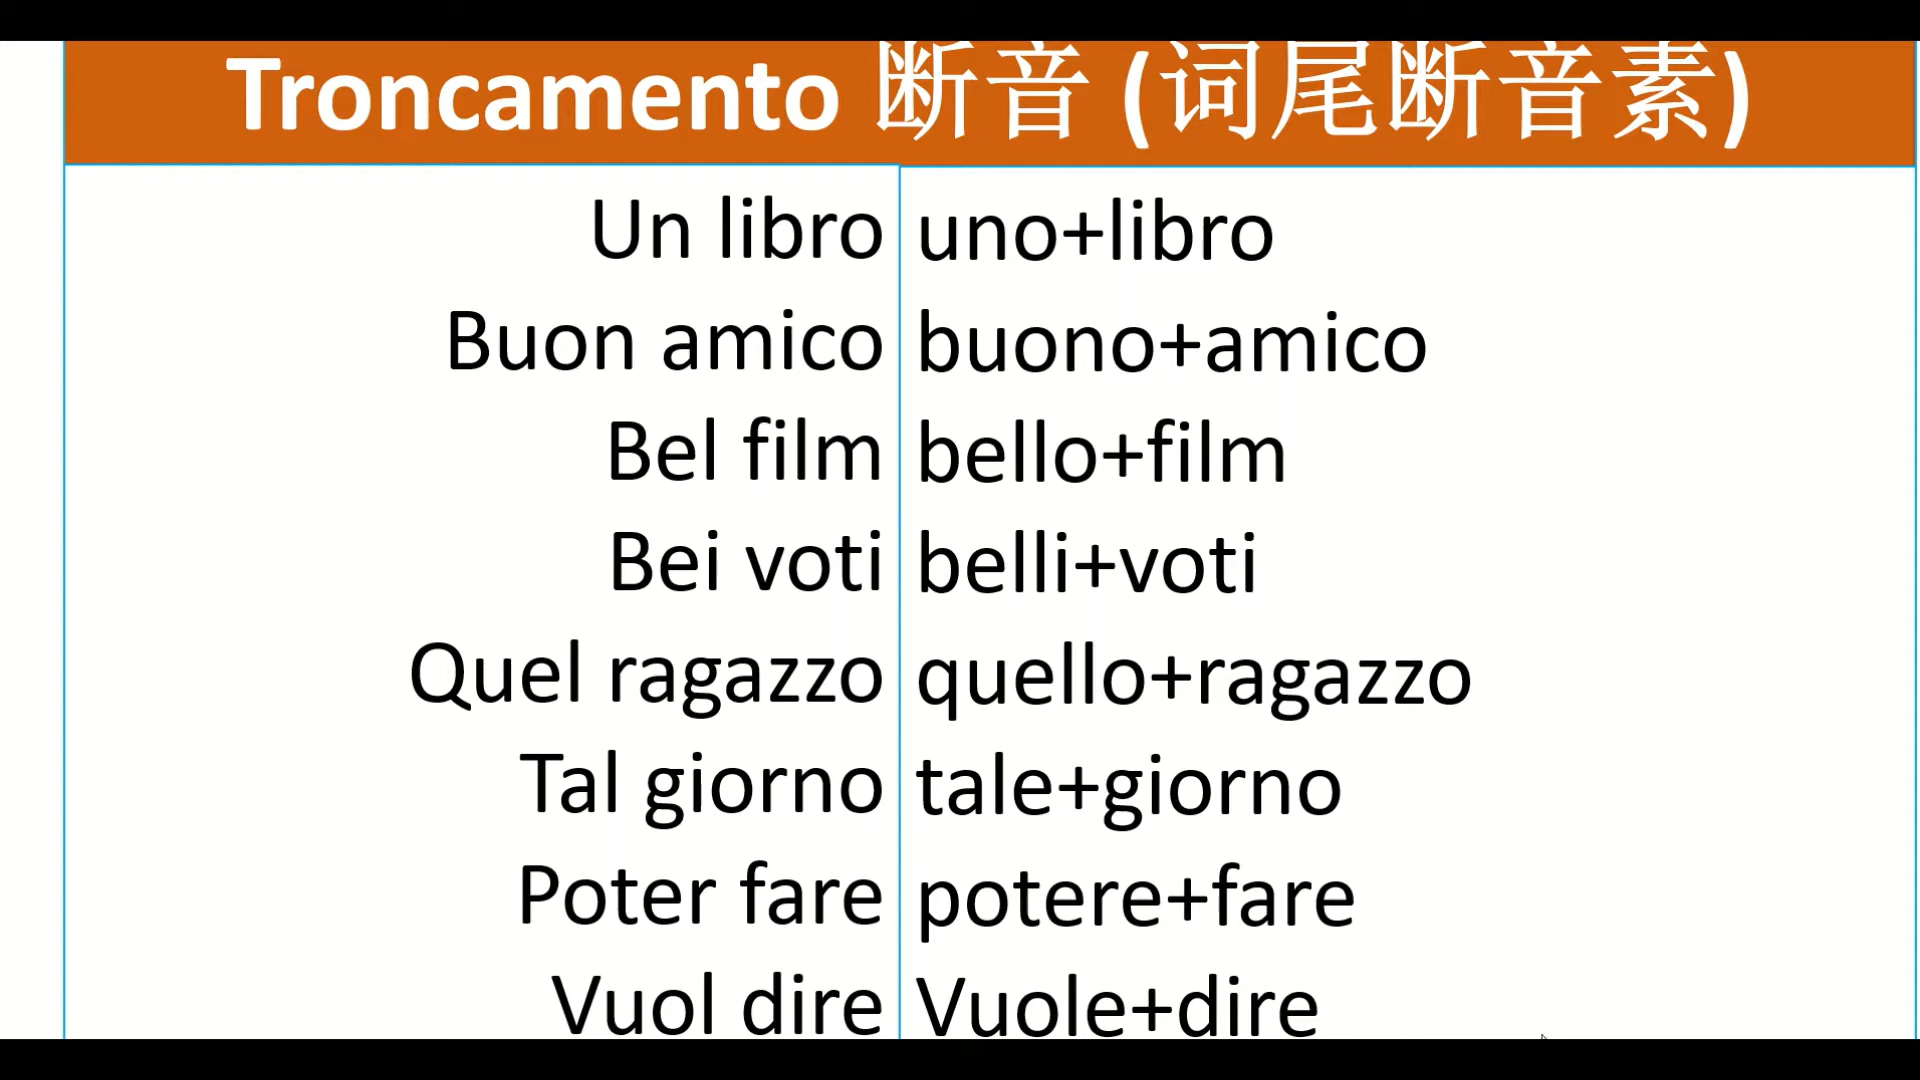 Troncamento 断音 (词尾断音素)
Un libro uno+libro
Buon amico buono+amico
Bel film bello+film
Bei voti belli+voti
Quel ragazzo quello+ragazzo
Tal giorno tale+giorno
Poter fare potere+fare
Vuol dire Vuole+dire